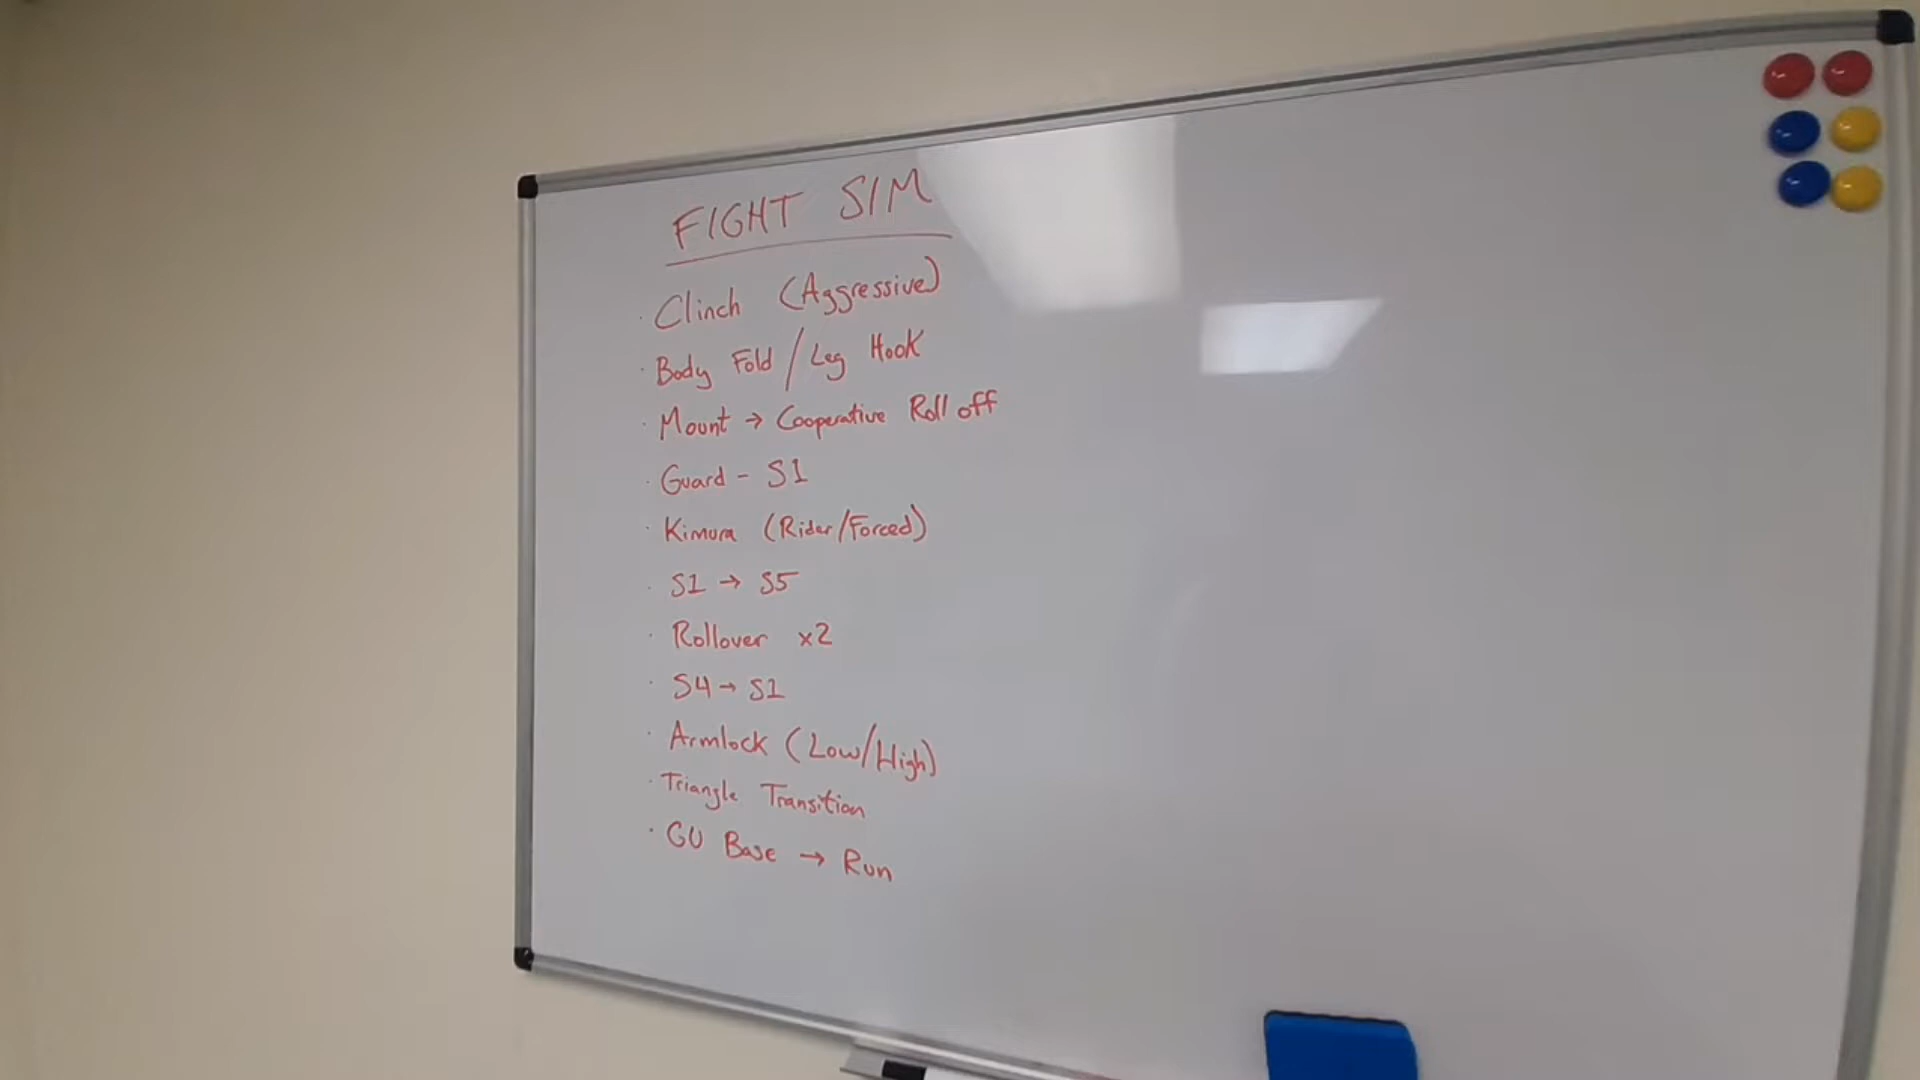 FIGHT SIM
· Clinch (Aggressive)
· Body Fold / Leg Hook
· Mount → Cooperative Roll off
· Guard - S1
· Kimura (Rider/Forced)
· S1 → S5
· Rollover x2
· S4 → S1
· Armlock (Low/High)
· Triangle Transition
· GU Base → Run